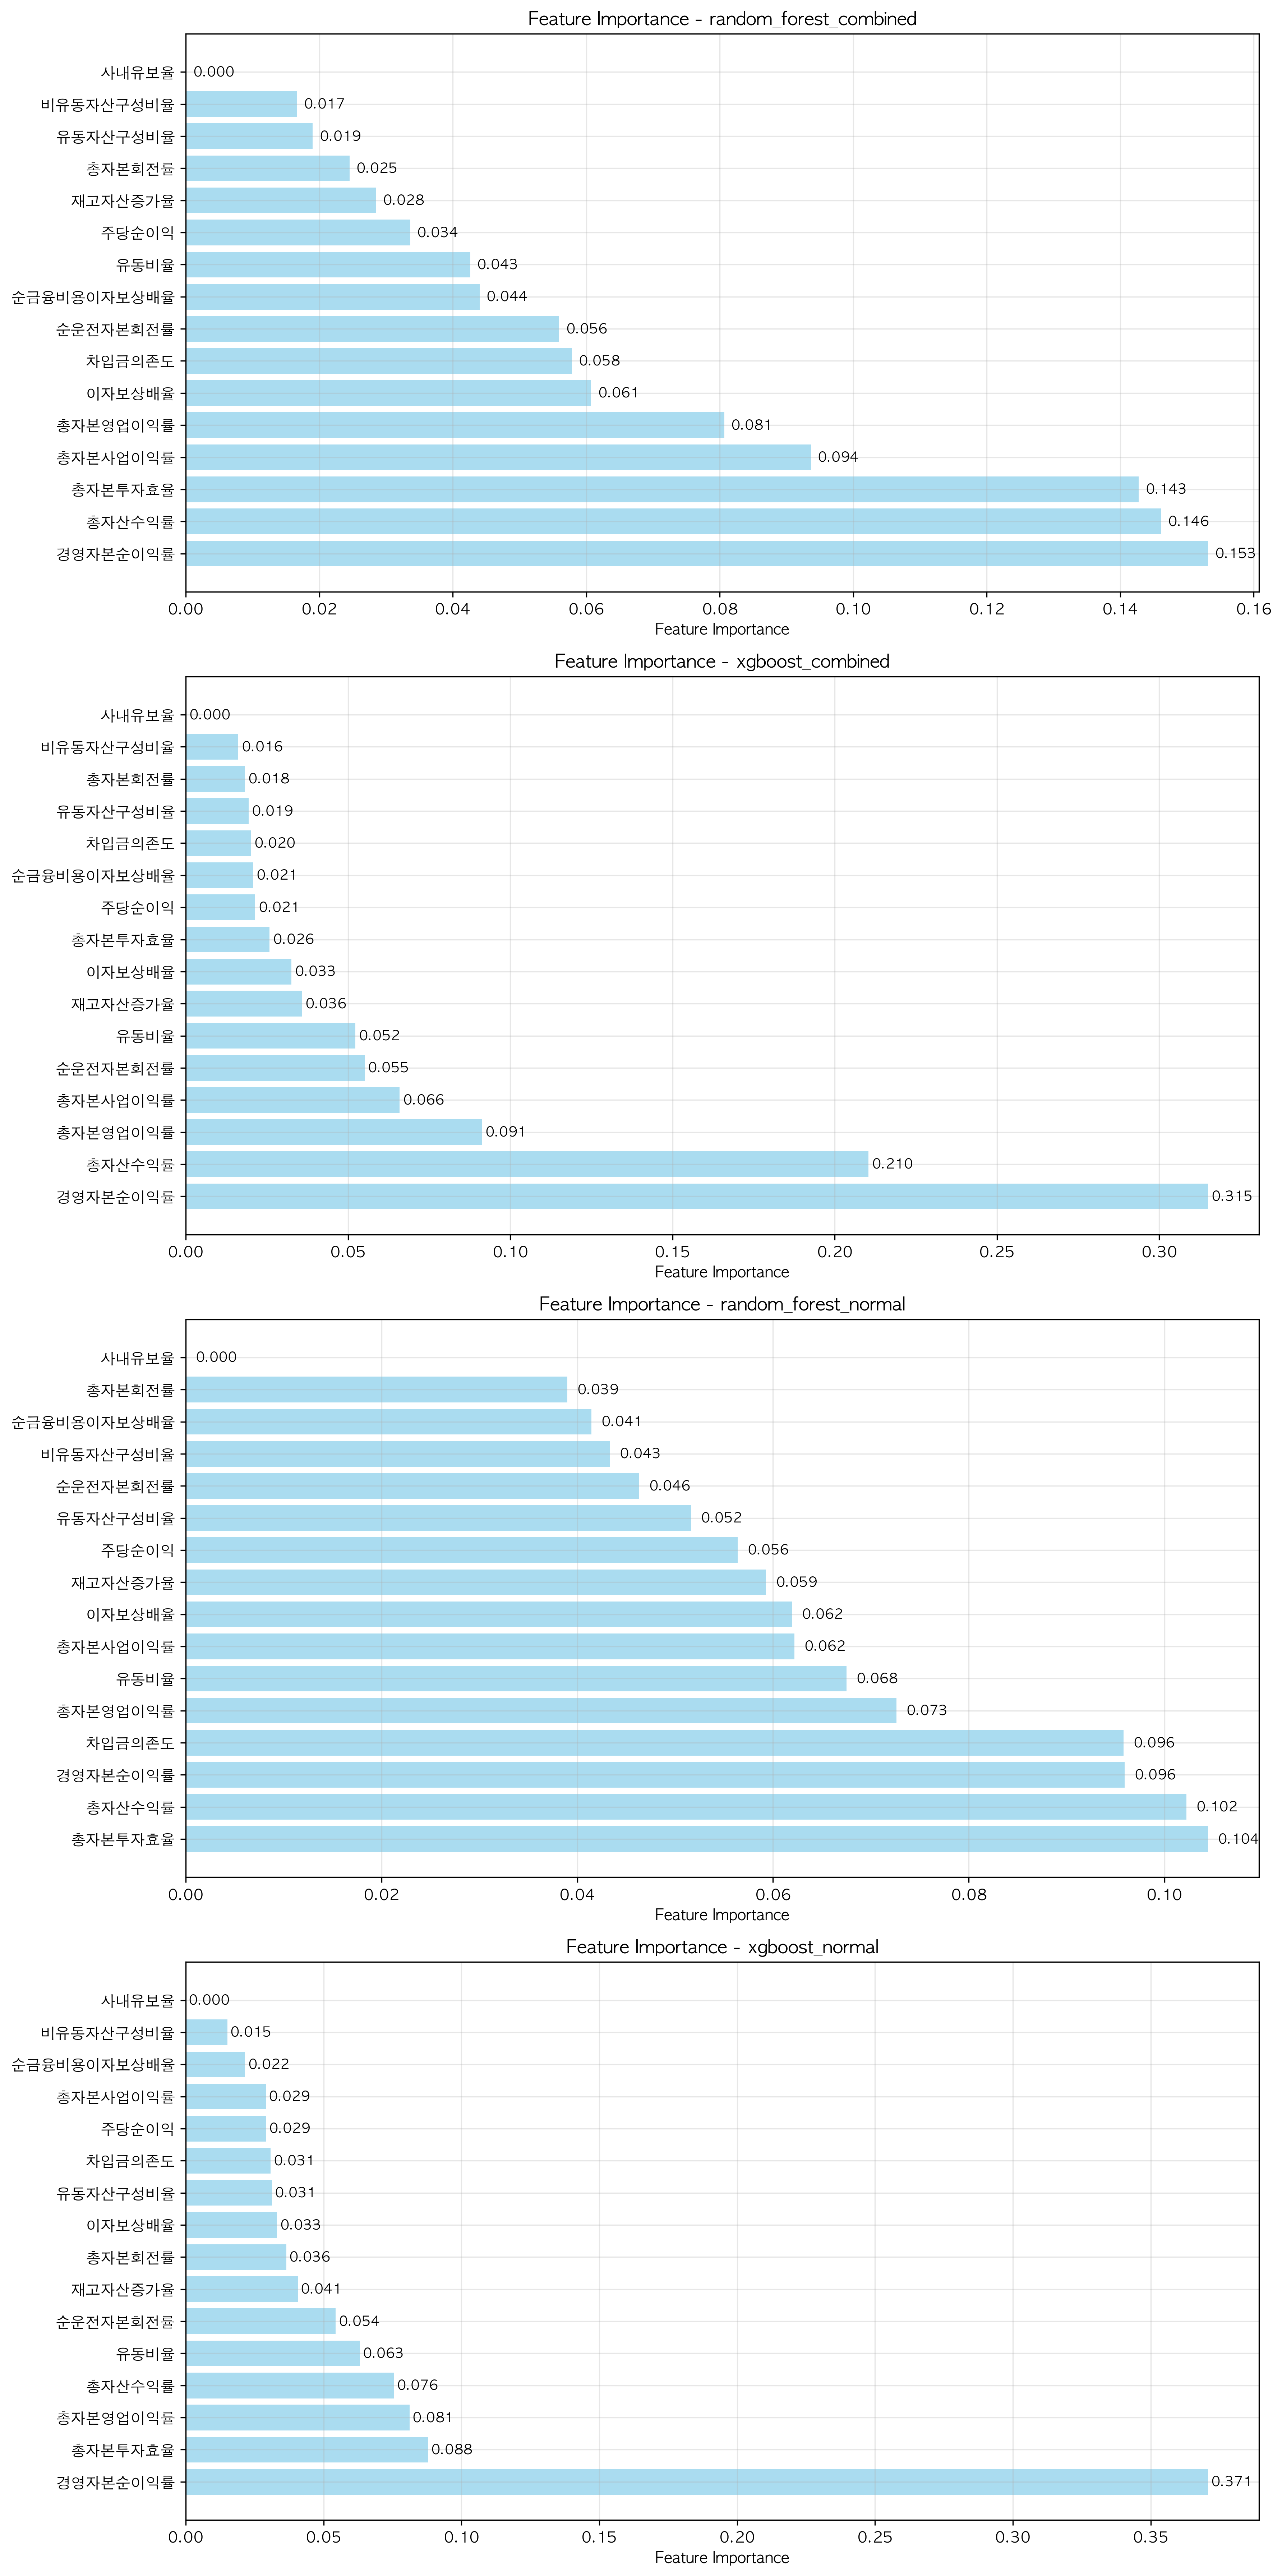 Feature Importance - random_forest_combined
사내유보율 0.000
비유동자산구성비율 0.017
유동자산구성비율 0.019
총자본회전률 0.025
재고자산증가율 0.028
주당순이익 0.034
유동비율 0.043
순금융비용이자보상배율 0.044
순운전자본회전률 0.056
차입금의존도 0.058
이자보상배율 0.061
총자본영업이익률 0.081
총자본사업이익률 0.094
총자본투자효율 0.143
총자산수익률 0.146
경영자본순이익률 0.153
0.00 0.02 0.04 0.06 0.08 0.10 0.12 0.14 0.16
Feature Importance
Feature Importance - xgboost_combined
사내유보율 0.000
비유동자산구성비율 0.016
총자본회전률 0.018
유동자산구성비율 0.019
차입금의존도 0.020
순금융비용이자보상배율 0.021
주당순이익 0.021
총자본투자효율 0.026
이자보상배율 0.033
재고자산증가율 0.036
유동비율 0.052
순운전자본회전률 0.055
총자본사업이익률 0.066
총자본영업이익률 0.091
총자산수익률 0.210
경영자본순이익률 0.315
0.00 0.05 0.10 0.15 0.20 0.25 0.30
Feature Importance
Feature Importance - random_forest_normal
사내유보율 0.000
총자본회전률 0.039
순금융비용이자보상배율 0.041
비유동자산구성비율 0.043
순운전자본회전률 0.046
유동자산구성비율 0.052
주당순이익 0.056
재고자산증가율 0.059
이자보상배율 0.062
총자본사업이익률 0.062
유동비율 0.068
총자본영업이익률 0.073
차입금의존도 0.096
경영자본순이익률 0.096
총자산수익률 0.102
총자본투자효율 0.104
0.00 0.02 0.04 0.06 0.08 0.10
Feature Importance
Feature Importance - xgboost_normal
사내유보율 0.000
비유동자산구성비율 0.015
순금융비용이자보상배율 0.022
총자본사업이익률 0.029
주당순이익 0.029
차입금의존도 0.031
유동자산구성비율 0.031
이자보상배율 0.033
총자본회전률 0.036
재고자산증가율 0.041
순운전자본회전률 0.054
유동비율 0.063
총자산수익률 0.076
총자본영업이익률 0.081
총자본투자효율 0.088
경영자본순이익률 0.371
0.00 0.05 0.10 0.15 0.20 0.25 0.30 0.35
Feature Importance